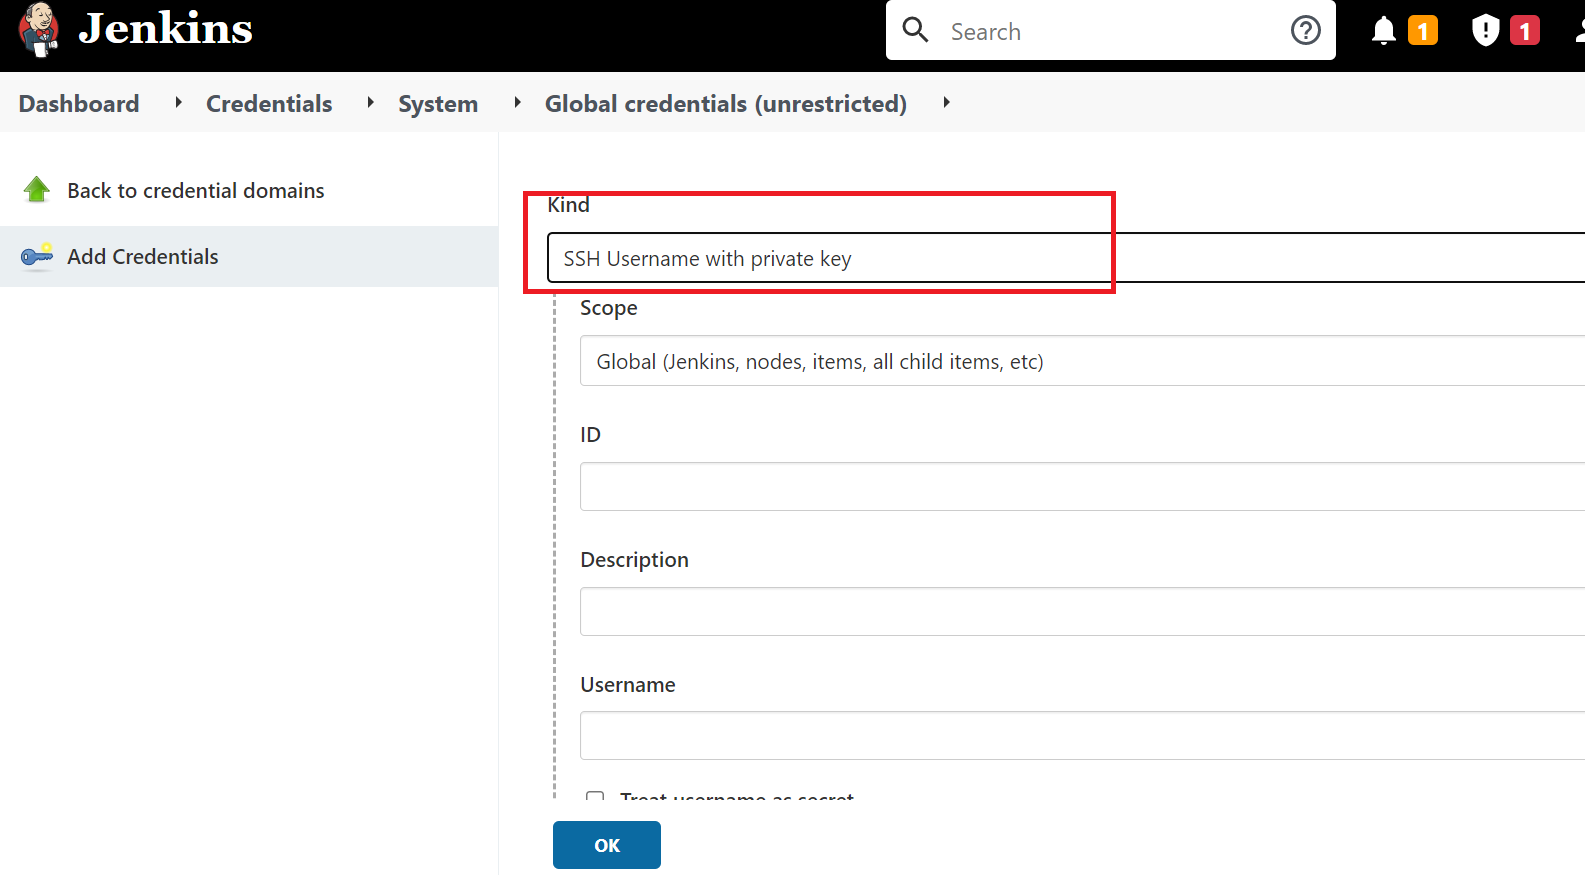 Jenkins
Search
1
1
Dashboard Credentials System Global credentials (unrestricted)
Back to credential domains
Add Credentials
Kind
SSH Username with private key
Scope
Global (Jenkins, nodes, items, all child items, etc)
ID
Description
Username
Treat username as secret
OK